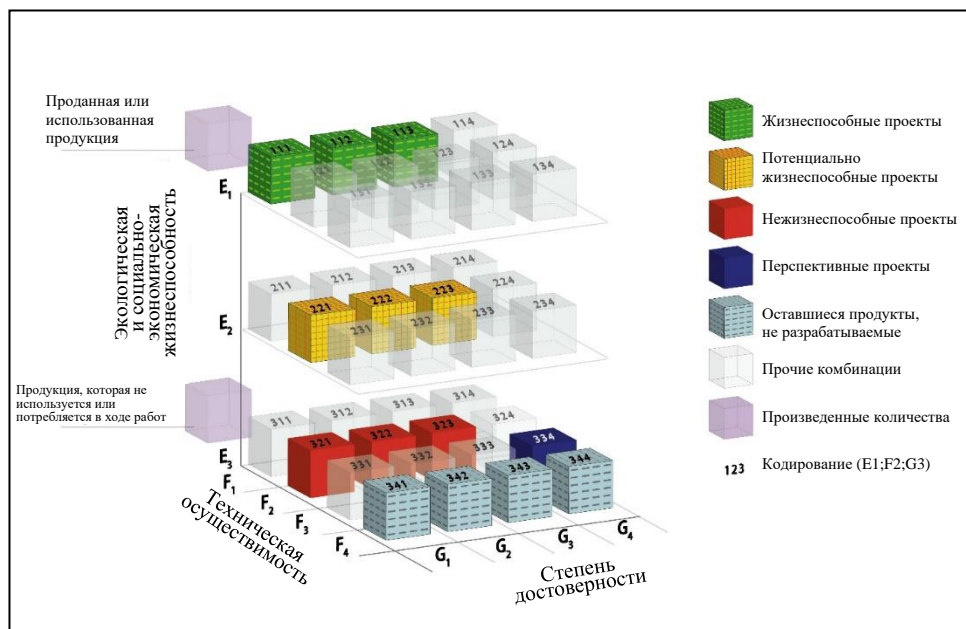 Проданная или
использованная
продукция
111
112
113
114
123
124
132
133
134
131
E1
Экологическая
и социально-
экономическая
жизнеспособность
211
212
213
214
221
222
223
224
231
232
233
234
E2
Продукция, которая не
используется или
потребляется в ходе работ
311
312
313
314
321
322
323
324
331
332
333
334
341
342
343
344
E3
F1
F2
F3
F4
Техническая
осуществимость
G1
G2
G3
G4
Степень
достоверности
Жизнеспособные проекты
Потенциально
жизнеспособные проекты
Нежизнеспособные проекты
Перспективные проекты
Оставшиеся продукты,
не разрабатываемые
Прочие комбинации
Произведенные количества
123 Кодирование (E1;F2;G3)